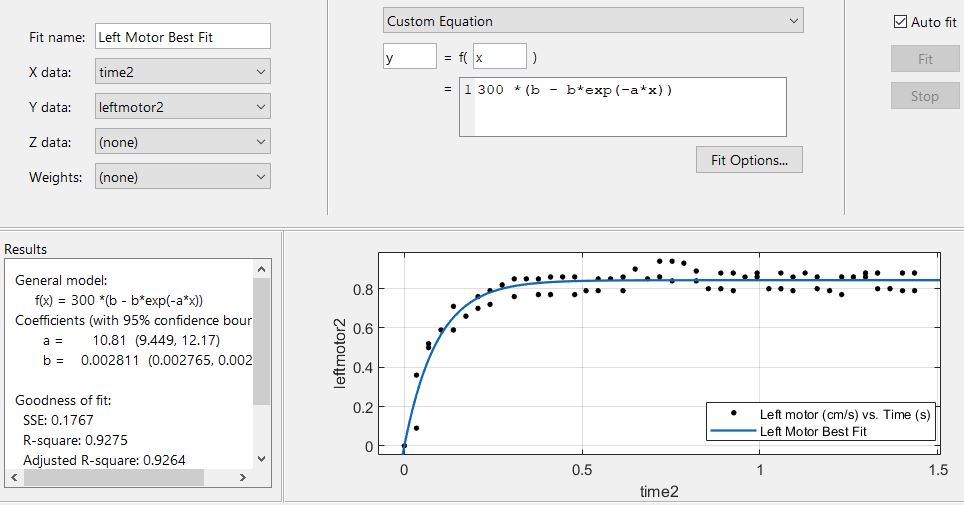 Fit name: Left Motor Best Fit
X data: time2
Y data: leftmotor2
Z data: (none)
Weights: (none)
Custom Equation
y = f( x )
= 1 300 *(b - b*exp(-a*x))
Fit Options...
Auto fit
Fit
Stop
Results
General model:
f(x) = 300 *(b - b*exp(-a*x))
Coefficients (with 95% confidence bour
a = 10.81 (9.449, 12.17)
b = 0.002811 (0.002765, 0.002
Goodness of fit:
SSE: 0.1767
R-square: 0.9275
Adjusted R-square: 0.9264
leftmotor2
0.8
0.6
0.4
0.2
0
0 0.5 1 1.5
time2
Left motor (cm/s) vs. Time (s)
Left Motor Best Fit